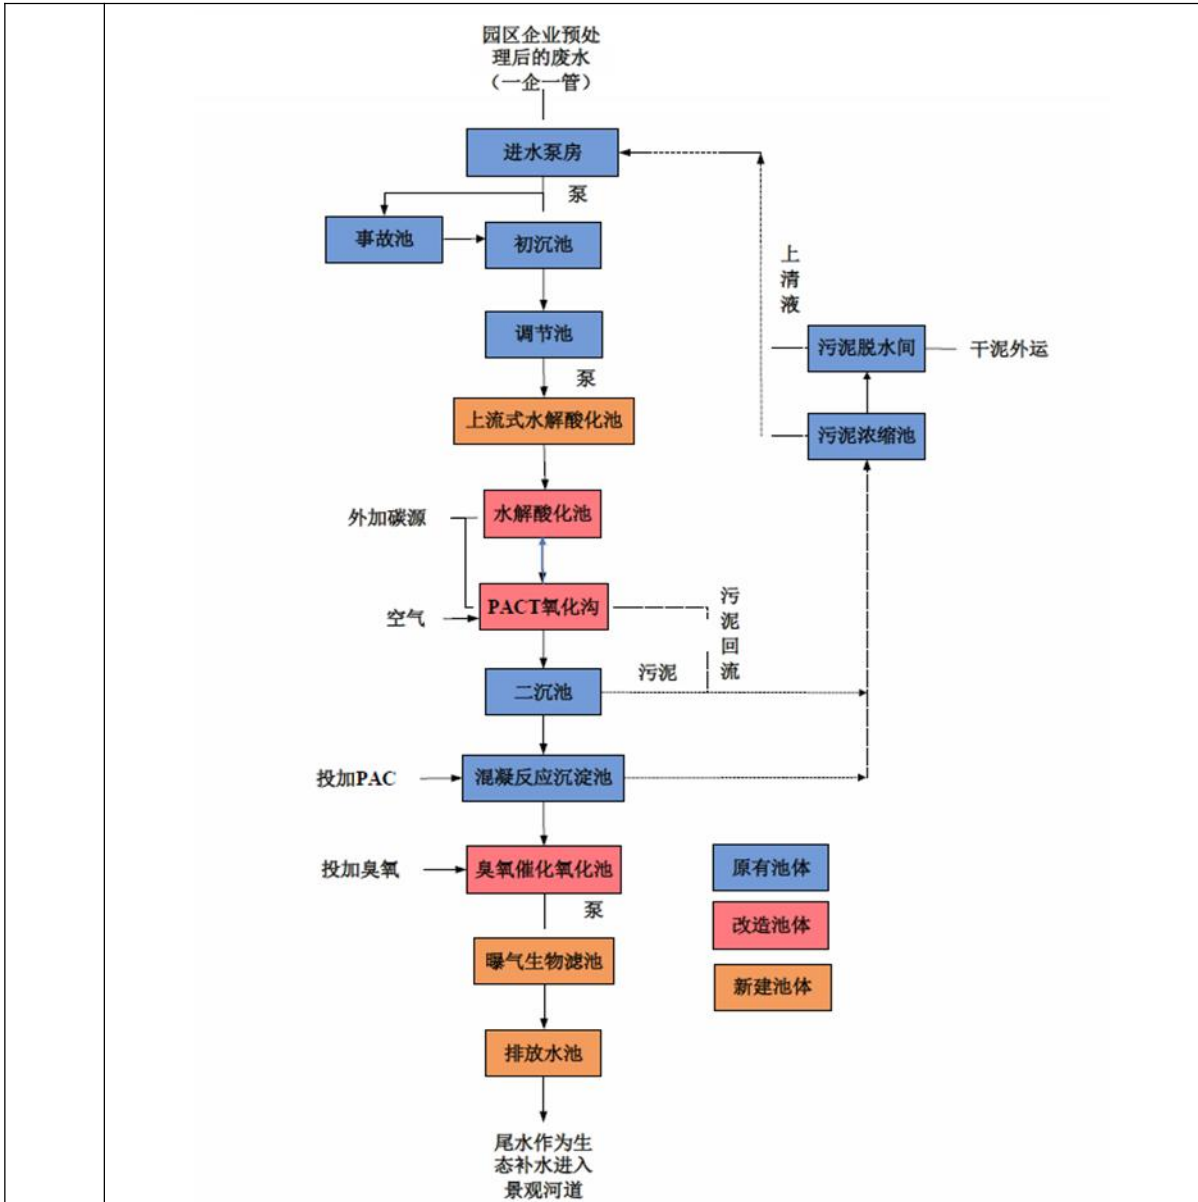 园区企业预处
理后的废水
（一企一管）
进水泵房
泵
事故池
初沉池
上
清
液
调节池
污泥脱水间
干泥外运
泵
上流式水解酸化池
污泥浓缩池
水解酸化池
外加碳源
PACT氧化沟
空气
污
泥
回
流
污泥
二沉池
投加PAC
混凝反应沉淀池
投加臭氧
臭氧催化氧化池
原有池体
泵
改造池体
曝气生物滤池
新建池体
排放水池
尾水作为生
态补水进入
景观河道